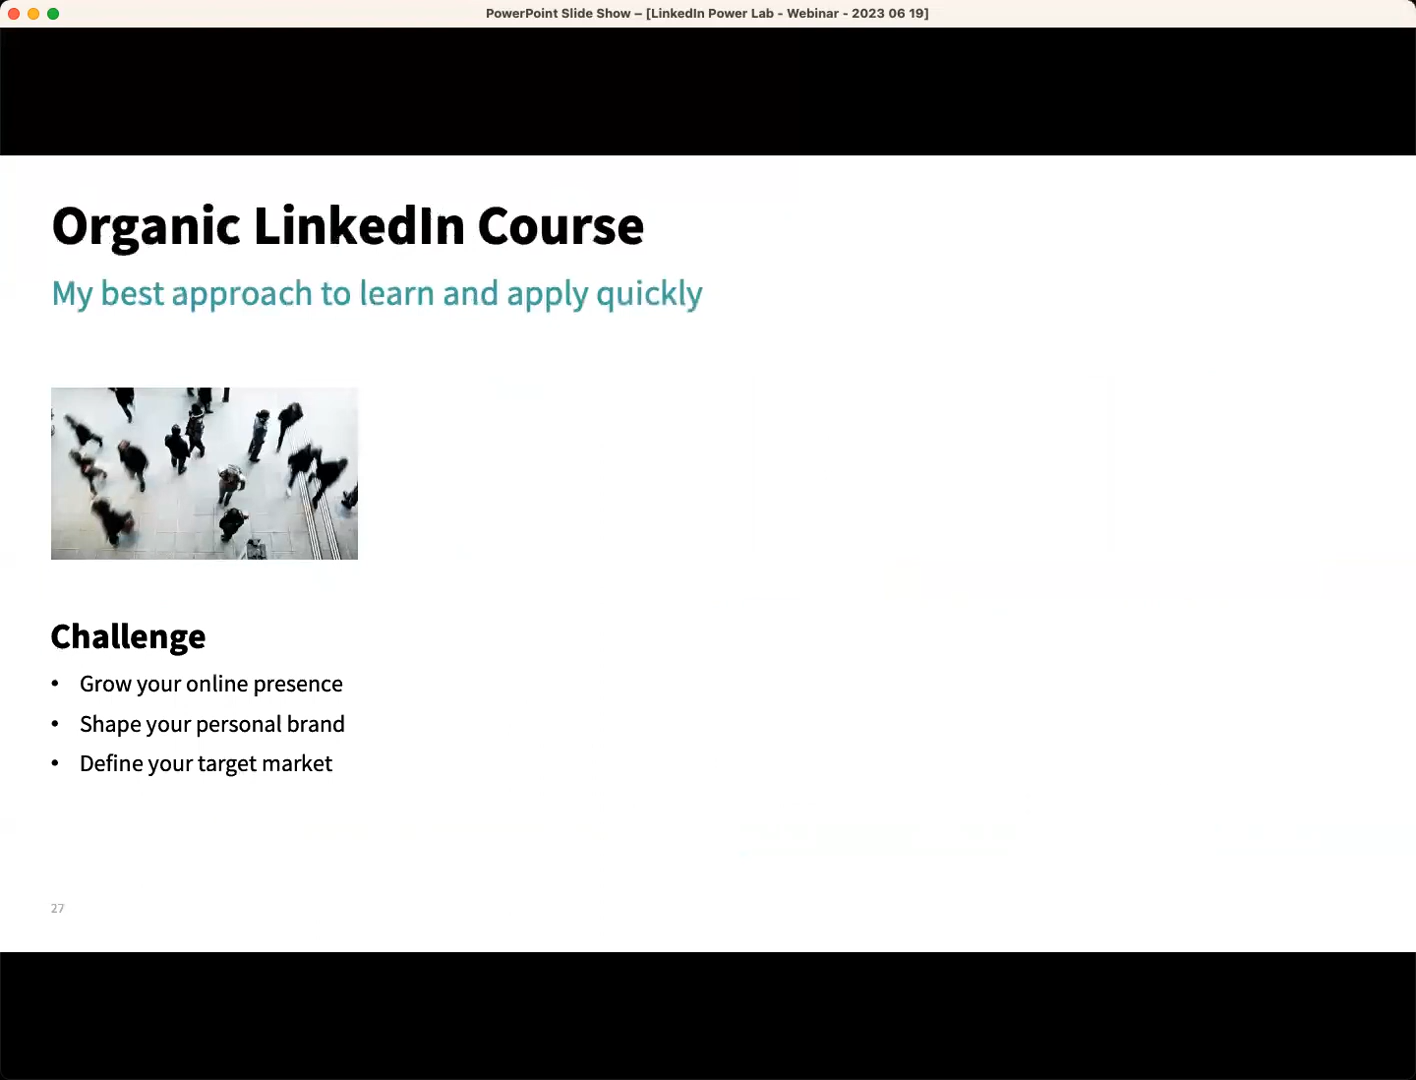 PowerPoint Slide Show – [LinkedIn Power Lab - Webinar - 2023 06 19]
Organic LinkedIn Course
My best approach to learn and apply quickly
Challenge
• Grow your online presence
• Shape your personal brand
• Define your target market
27